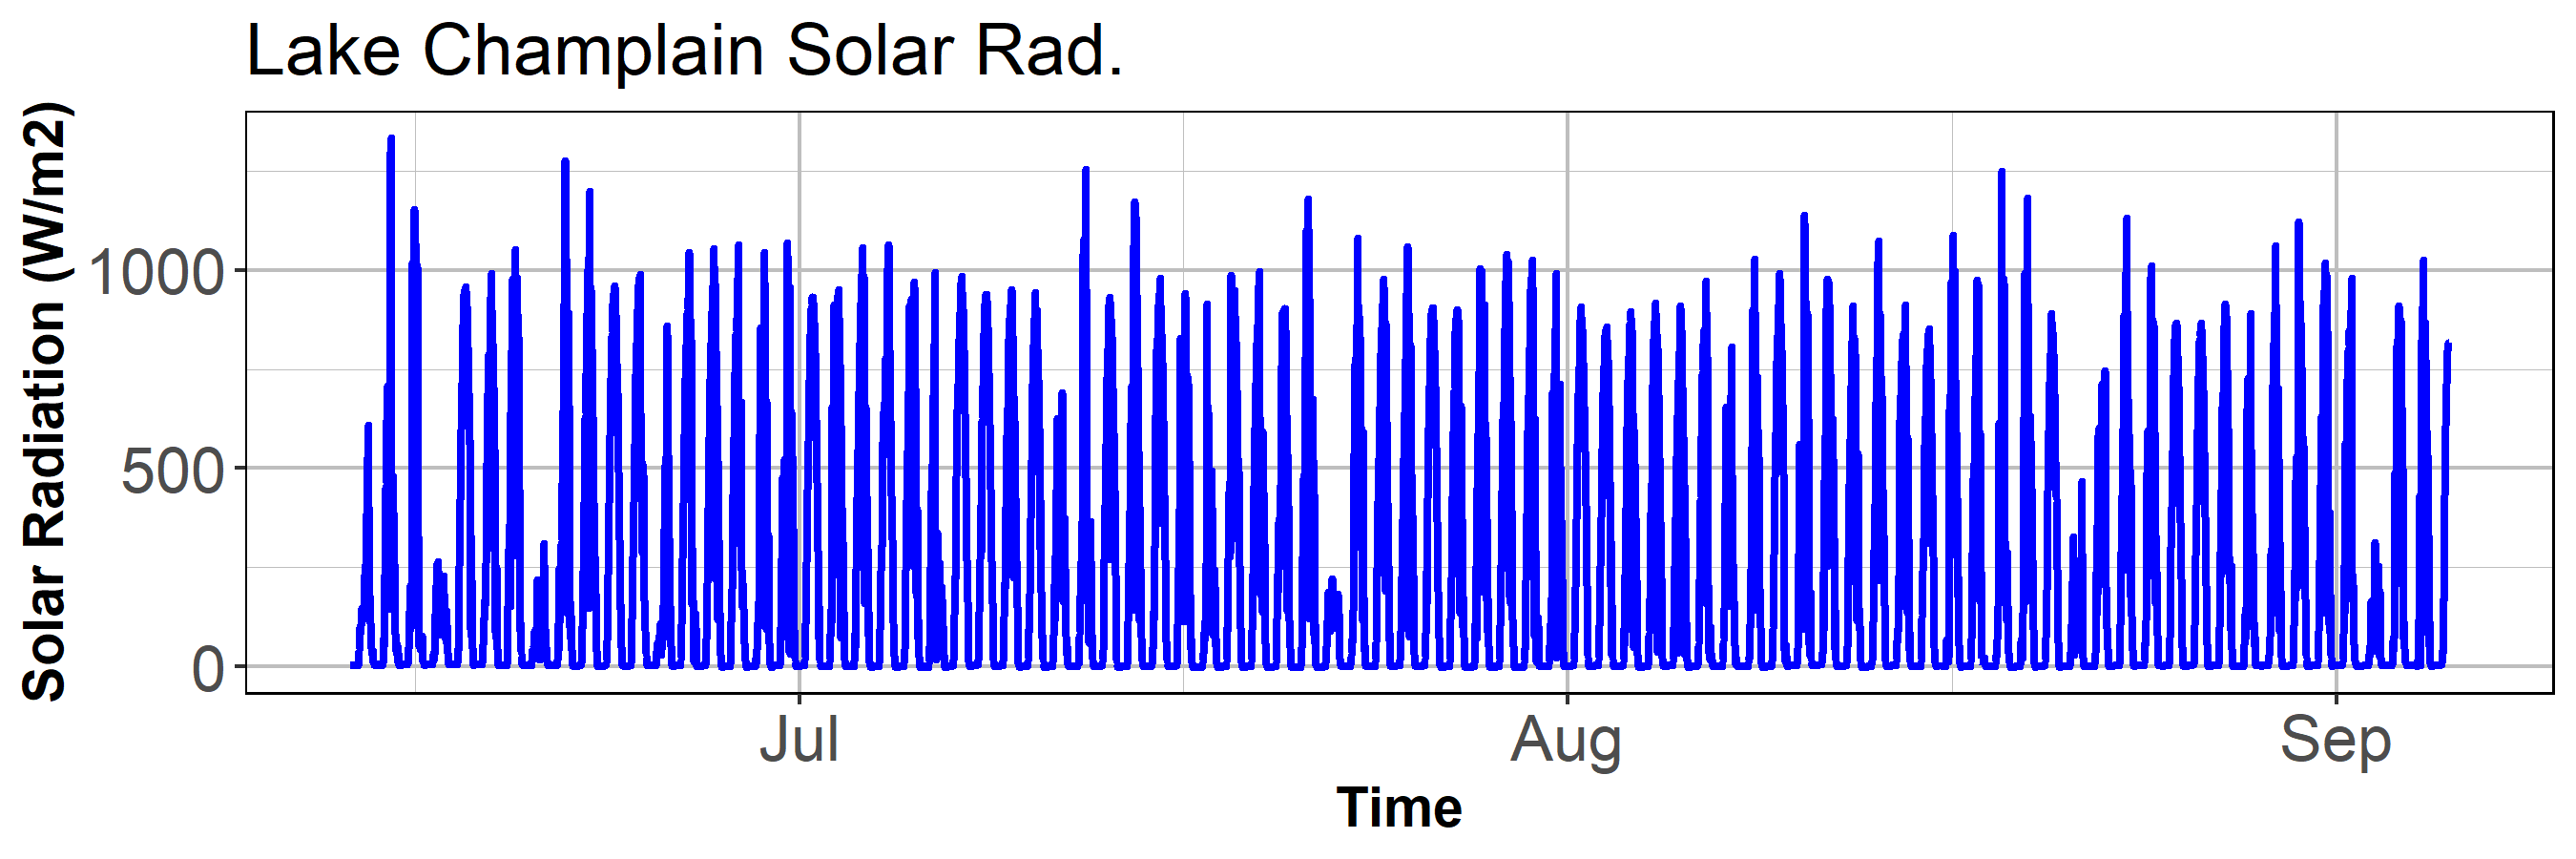 Lake Champlain Solar Rad.
Solar Radiation (W/m2)
1000
500
0
Jul Aug Sep
Time